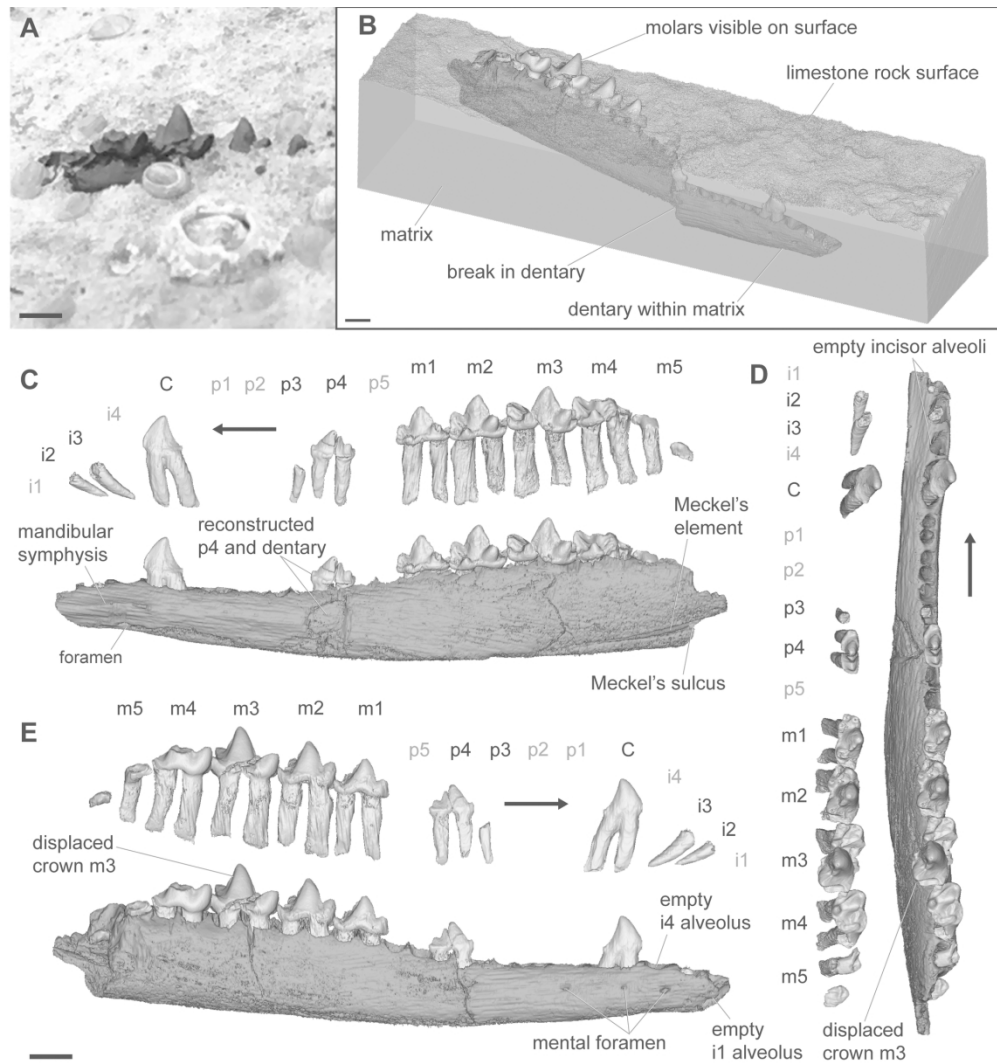 A
B
molars visible on surface
limestone rock surface
matrix
break in dentary
dentary within matrix
C
i1
i2
i3
i4
C
p1 p2 p3 p4 p5
m1 m2 m3 m4 m5
mandibular
symphysis
reconstructed
p4 and dentary
Meckel's
element
foramen
Meckel's sulcus
D
empty incisor alveoli
i1
i2
i3
i4
C
p1
p2
p3
p4
p5
m1
m2
m3
m4
m5
displaced
crown m3
E
m5 m4 m3 m2 m1
p5 p4 p3 p2 p1
C
i4
i3
i2
i1
displaced
crown m3
empty
i4 alveolus
mental foramen
empty
i1 alveolus